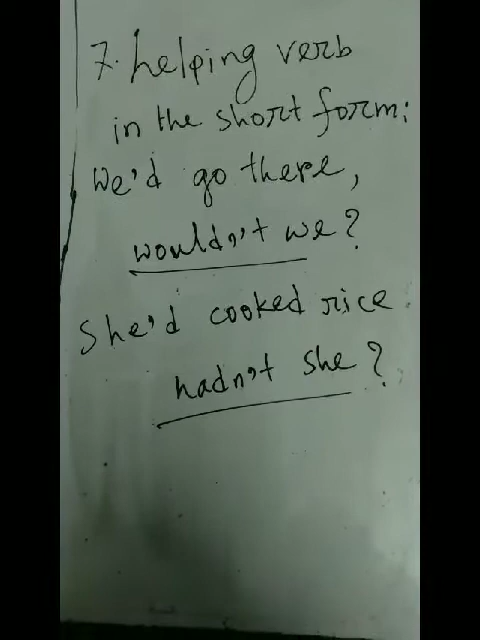 7. helping verb
in the short form:
We'd go there,
wouldn't we?
She'd cooked rice
hadn't she?